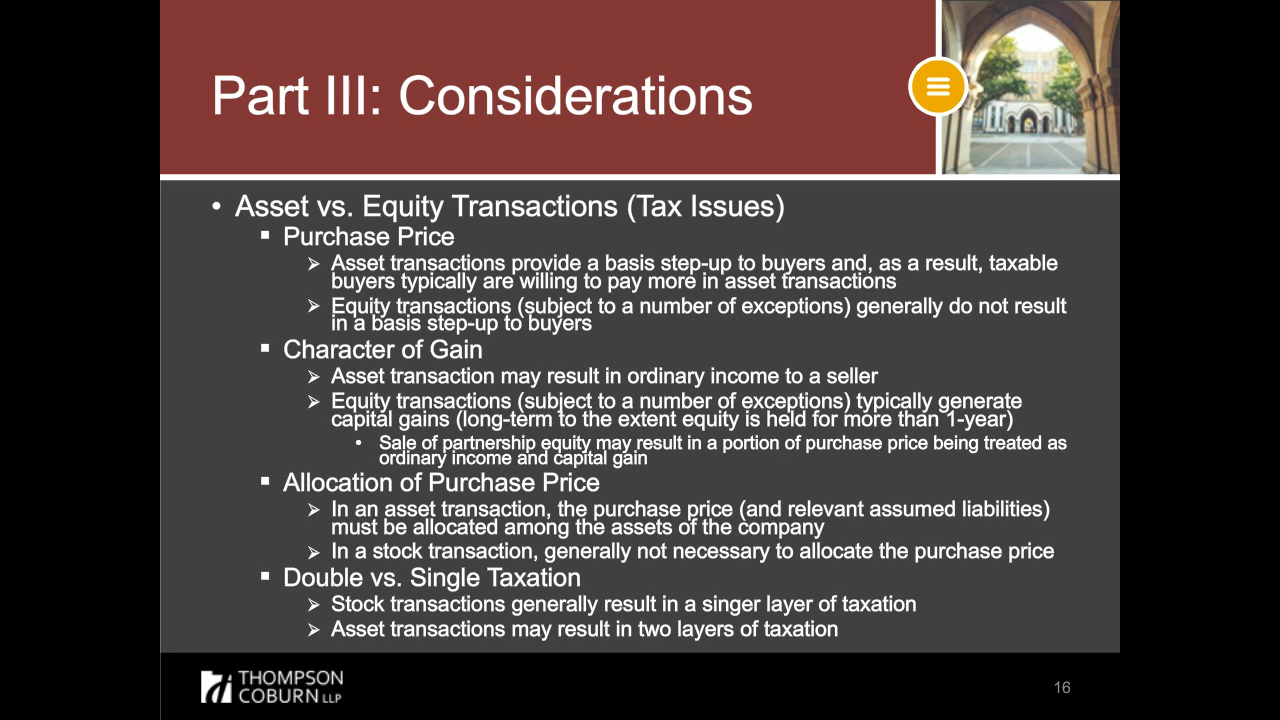 Part III: Considerations
• Asset vs. Equity Transactions (Tax Issues)
▪ Purchase Price
➢ Asset transactions provide a basis step-up to buyers and, as a result, taxable
buyers typically are willing to pay more in asset transactions
➢ Equity transactions (subject to a number of exceptions) generally do not result
in a basis step-up to buyers
▪ Character of Gain
➢ Asset transaction may result in ordinary income to a seller
➢ Equity transactions (subject to a number of exceptions) typically generate
capital gains (long-term to the extent equity is held for more than 1-year)
• Sale of partnership equity may result in a portion of purchase price being treated as
ordinary income and capital gain
▪ Allocation of Purchase Price
➢ In an asset transaction, the purchase price (and relevant assumed liabilities)
must be allocated among the assets of the company
➢ In a stock transaction, generally not necessary to allocate the purchase price
▪ Double vs. Single Taxation
➢ Stock transactions generally result in a singer layer of taxation
➢ Asset transactions may result in two layers of taxation
THOMPSON
COBURN LLP
16